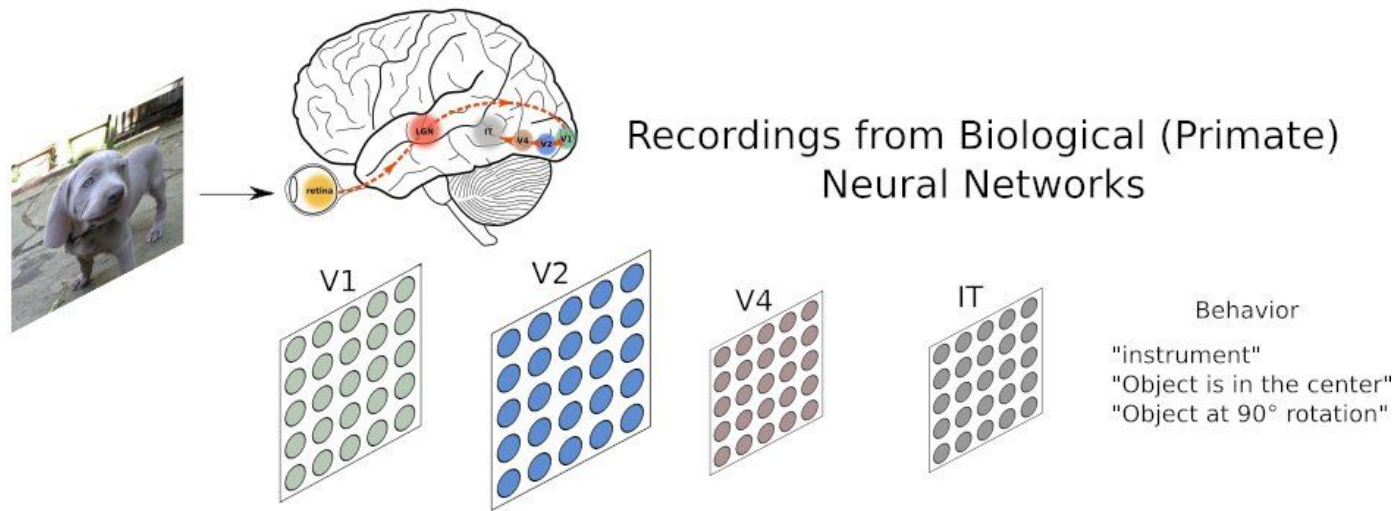 LGN
IT
V4
V2
V1
retina
Recordings from Biological (Primate)
Neural Networks
V1
V2
V4
IT
Behavior
"instrument"
"Object is in the center"
"Object at 90° rotation"